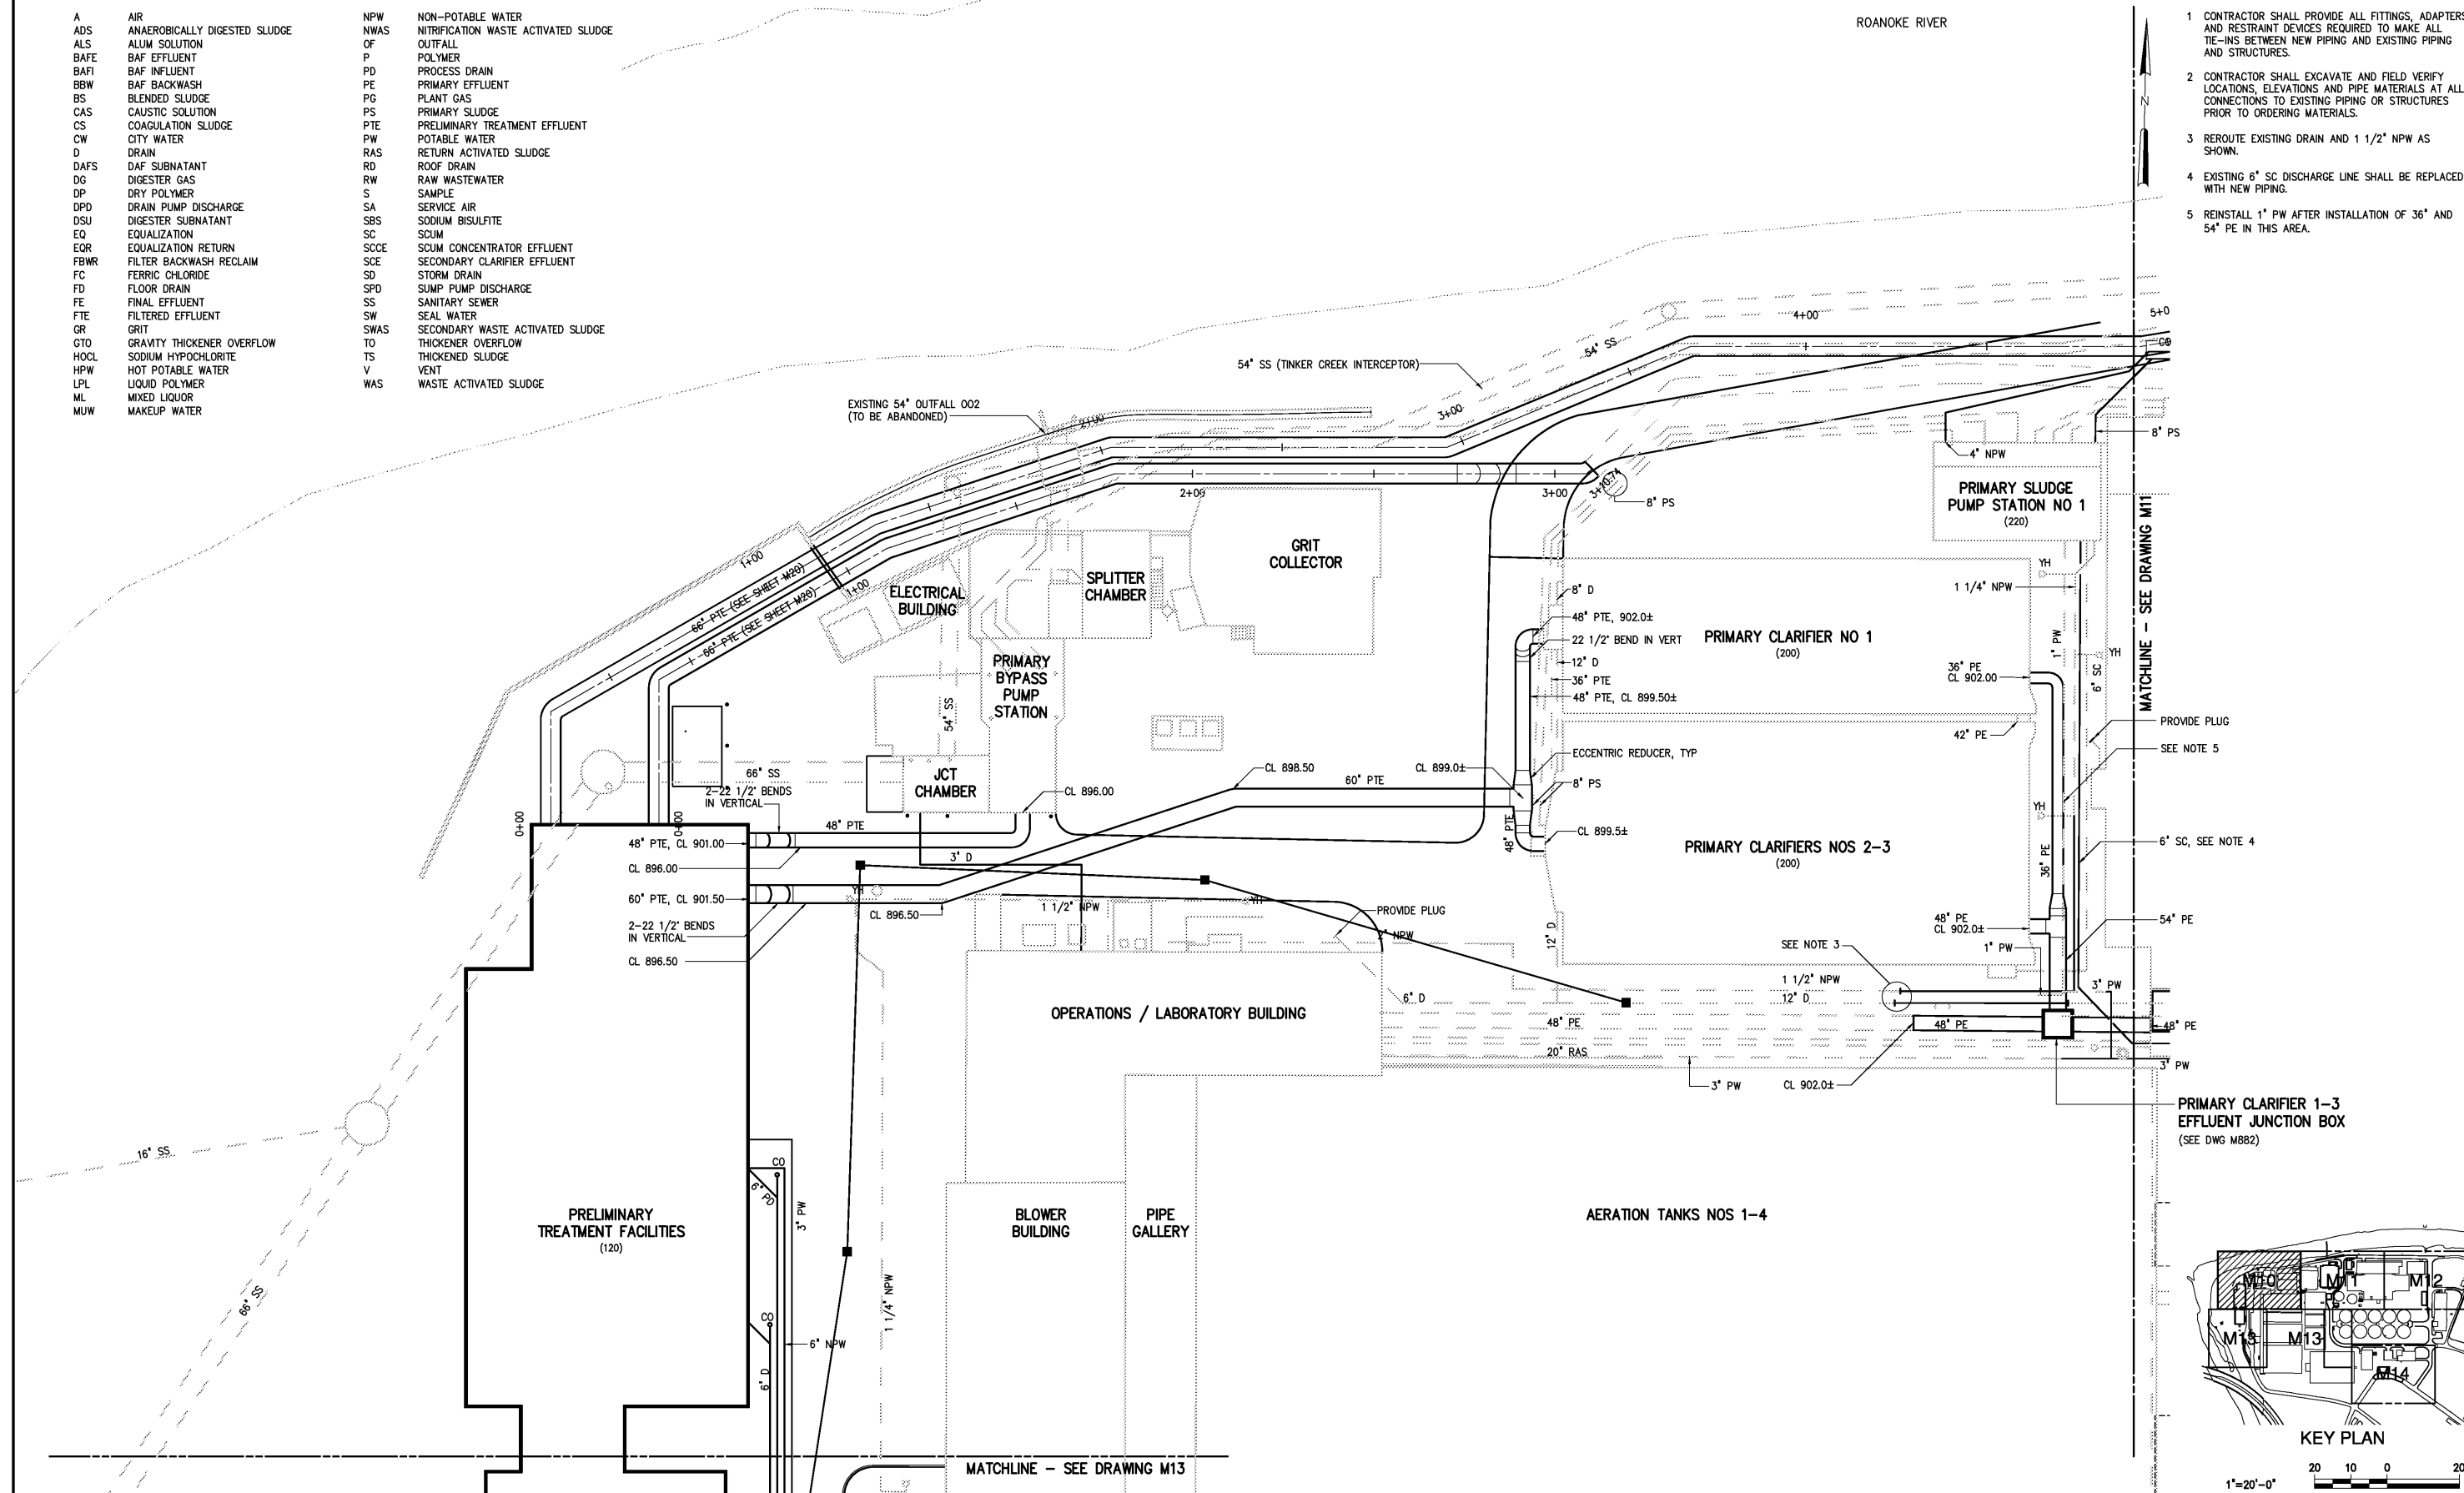 A AIR
ADS ANAEROBICALLY DIGESTED SLUDGE
ALS ALUM SOLUTION
BAFE BAF EFFLUENT
BAFI BAF INFLUENT
BBW BAF BACKWASH
BS BLENDED SLUDGE
CAS CAUSTIC SOLUTION
CS COAGULATION SLUDGE
CW CITY WATER
D DRAIN
DAFS DAF SUBNATANT
DG DIGESTER GAS
DP DRY POLYMER
DPD DRAIN PUMP DISCHARGE
DSU DIGESTER SUBNATANT
EQ EQUALIZATION
EQR EQUALIZATION RETURN
FBWR FILTER BACKWASH RECLAIM
FC FERRIC CHLORIDE
FD FLOOR DRAIN
FE FINAL EFFLUENT
FTE FILTERED EFFLUENT
GR GRIT
GTO GRAVITY THICKENER OVERFLOW
HOCL SODIUM HYPOCHLORITE
HPW HOT POTABLE WATER
LPL LIQUID POLYMER
ML MIXED LIQUOR
MUW MAKEUP WATER
NPW NON-POTABLE WATER
NWAS NITRIFICATION WASTE ACTIVATED SLUDGE
OF OUTFALL
P POLYMER
PD PROCESS DRAIN
PE PRIMARY EFFLUENT
PG PLANT GAS
PS PRIMARY SLUDGE
PTE PRELIMINARY TREATMENT EFFLUENT
PW POTABLE WATER
RAS RETURN ACTIVATED SLUDGE
RD ROOF DRAIN
RW RAW WASTEWATER
S SAMPLE
SA SERVICE AIR
SBS SODIUM BISULFITE
SC SCUM
SCCE SCUM CONCENTRATOR EFFLUENT
SCE SECONDARY CLARIFIER EFFLUENT
SD STORM DRAIN
SPD SUMP PUMP DISCHARGE
SS SANITARY SEWER
SW SEAL WATER
SWAS SECONDARY WASTE ACTIVATED SLUDGE
TO THICKENER OVERFLOW
TS THICKENED SLUDGE
V VENT
WAS WASTE ACTIVATED SLUDGE
ROANOKE RIVER
N
1 CONTRACTOR SHALL PROVIDE ALL FITTINGS, ADAPTERS
AND RESTRAINT DEVICES REQUIRED TO MAKE ALL
TIE-INS BETWEEN NEW PIPING AND EXISTING PIPING
AND STRUCTURES.
2 CONTRACTOR SHALL EXCAVATE AND FIELD VERIFY
LOCATIONS, ELEVATIONS AND PIPE MATERIALS AT ALL
CONNECTIONS TO EXISTING PIPING OR STRUCTURES
PRIOR TO ORDERING MATERIALS.
3 REROUTE EXISTING DRAIN AND 1 1/2" NPW AS
SHOWN.
4 EXISTING 6" SC DISCHARGE LINE SHALL BE REPLACED
WITH NEW PIPING.
5 REINSTALL 1" PW AFTER INSTALLATION OF 36" AND
54" PE IN THIS AREA.
4+00
5+0
CO
54" SS
54" SS (TINKER CREEK INTERCEPTOR)
EXISTING 54" OUTFALL 002
(TO BE ABANDONED)
2+00
3+00
8" PS
4" NPW
PRIMARY SLUDGE
PUMP STATION NO 1
(220)
2+00
3+00
3+10.74
8" PS
GRIT
COLLECTOR
1+00
66" PTE (SEE SHEET M20)
66" PTE (SEE SHEET M20)
1+00
ELECTRICAL
BUILDING
SPLITTER
CHAMBER
MATCHLINE - SEE DRAWING M11
YH
1 1/4" NPW
8" D
48" PTE, 902.0±
22 1/2° BEND IN VERT
PRIMARY CLARIFIER NO 1
(200)
12" D
36" PTE
48" PTE, CL 899.50±
1" PW
YH
6" SC
36" PE
CL 902.00
PRIMARY
BYPASS
PUMP
STATION
54" SS
PROVIDE PLUG
42" PE
SEE NOTE 5
ECCENTRIC REDUCER, TYP
66" SS
JCT
CHAMBER
CL 898.50
CL 899.0±
60" PTE
8" PS
2-22 1/2° BENDS
IN VERTICAL
CL 896.00
YH
0+00
0+00
48" PTE
48" PTE
CL 899.5±
48" PTE, CL 901.00
CL 896.00
3" D
PRIMARY CLARIFIERS NOS 2-3
(200)
36" PE
6" SC, SEE NOTE 4
YH
60" PTE, CL 901.50
CL 896.50
1 1/2" NPW
YH
PROVIDE PLUG
2" NPW
2-22 1/2° BENDS
IN VERTICAL
CL 896.50
12" D
54" PE
48" PE
CL 902.0±
SEE NOTE 3
1" PW
1 1/2" NPW
12" D
3" PW
6" D
48" PE
48" PE
48" PE
20" RAS
3" PW
3" PW
CL 902.0±
OPERATIONS / LABORATORY BUILDING
PRIMARY CLARIFIER 1-3
EFFLUENT JUNCTION BOX
(SEE DWG M882)
16" SS
CO
6" PD
3" PW
PRELIMINARY
TREATMENT FACILITIES
(120)
BLOWER
BUILDING
PIPE
GALLERY
AERATION TANKS NOS 1-4
66" SS
1 1/4" NPW
CO
6" NPW
6" D
M10
M11
M12
M13
M13
M14
KEY PLAN
MATCHLINE - SEE DRAWING M13
20 10 0 20
1"=20'-0"